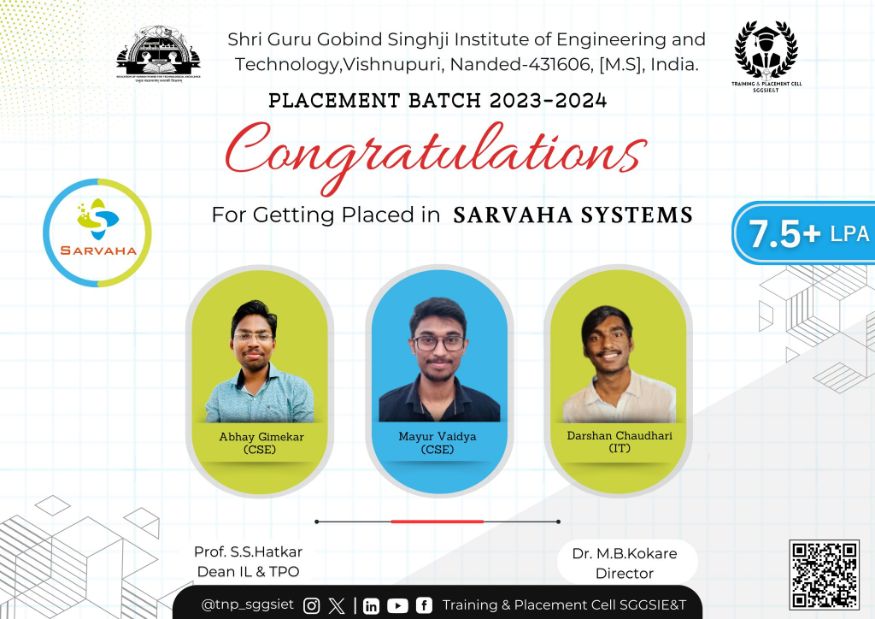 Shri Guru Gobind Singhji Institute of Engineering and
Technology,Vishnupuri, Nanded-431606, [M.S], India.
TRAINING & PLACEMENT CELL
SGGSIE&T
PLACEMENT BATCH 2023-2024
Congratulations
For Getting Placed in SARVAHA SYSTEMS
SARVAHA
7.5+ LPA
Abhay Gimekar
(CSE)
Mayur Vaidya
(CSE)
Darshan Chaudhari
(IT)
Prof. S.S.Hatkar
Dean IL & TPO
Dr. M.B.Kokare
Director
@tnp_sggsiet
Training & Placement Cell SGGSIE&T